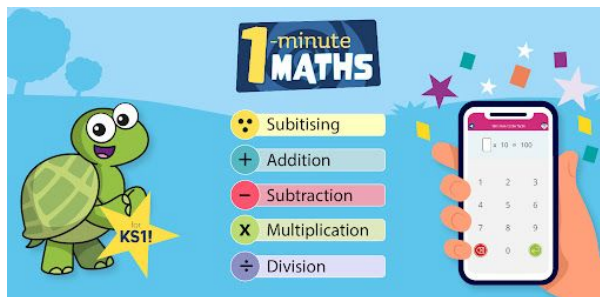 1-minute
MATHS
Subitising
+ Addition
− Subtraction
x Multiplication
÷ Division
for
KS1!
x 10 = 100
1 2 3
4 5 6
7 8 9
0